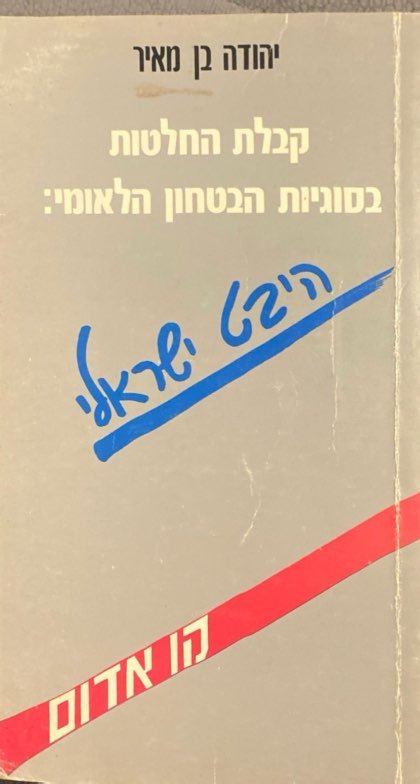 יהודה בן מאיר
קבלת החלטות
בסוגיות הבטחון הלאומי:
היבט ישראלי
קו אדום